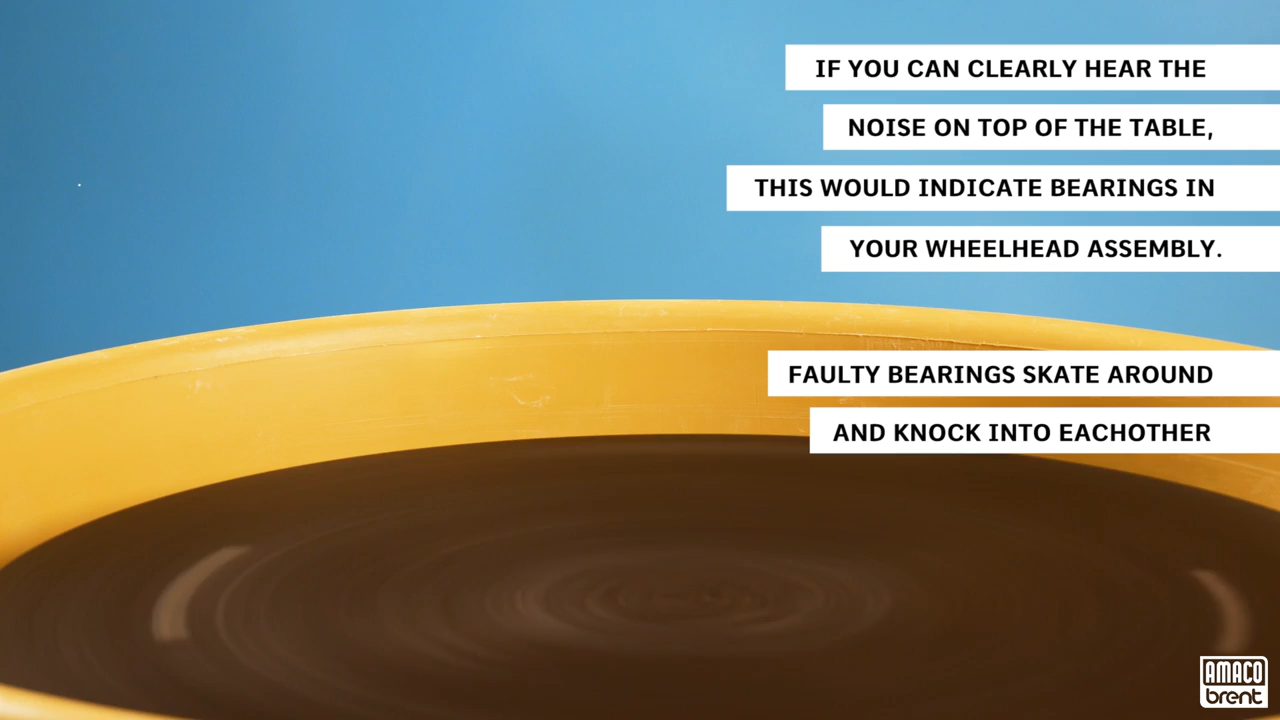 IF YOU CAN CLEARLY HEAR THE
NOISE ON TOP OF THE TABLE,
THIS WOULD INDICATE BEARINGS IN
YOUR WHEELHEAD ASSEMBLY.
FAULTY BEARINGS SKATE AROUND
AND KNOCK INTO EACHOTHER
AMACO
brent